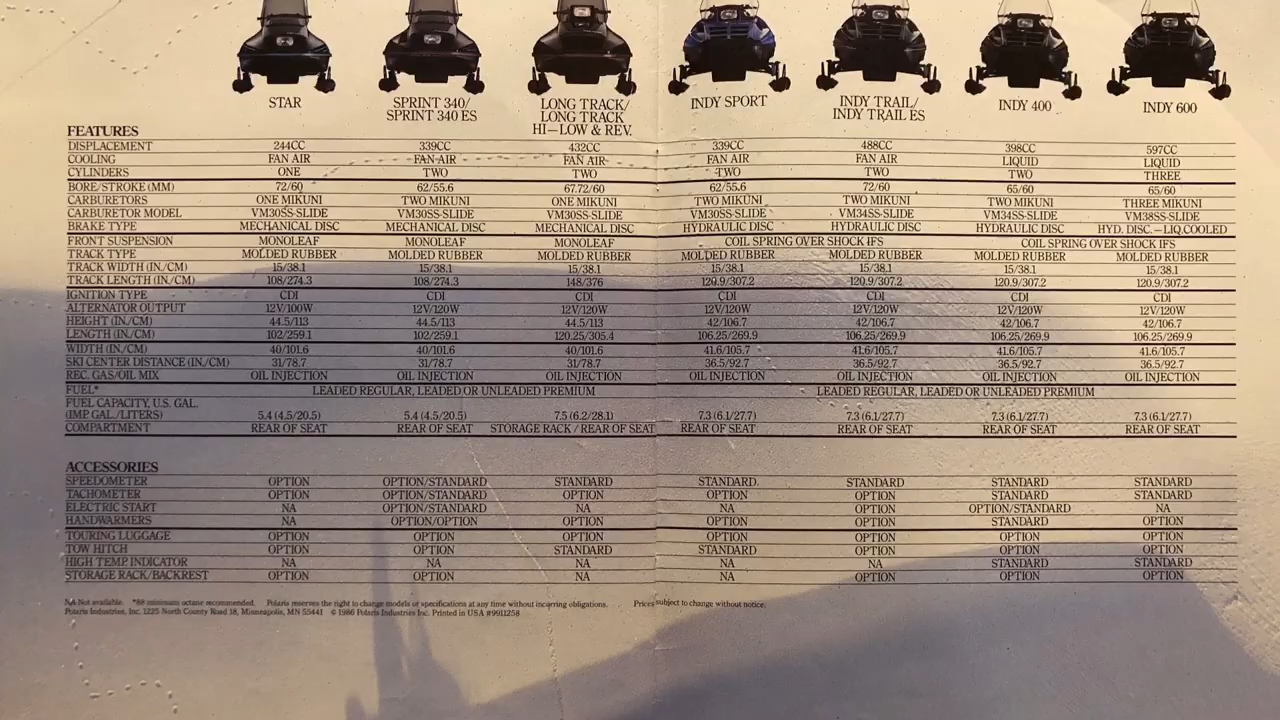 STAR SPRINT 340/ LONG TRACK/ INDY SPORT INDY TRAIL/ INDY 400 INDY 600
SPRINT 340 ES LONG TRACK INDY TRAIL ES
HI-LOW & REV.
FEATURES
DISPLACEMENT 244CC 339CC 432CC 339CC 488CC 398CC 597CC
COOLING FAN AIR FAN AIR FAN AIR FAN AIR FAN AIR LIQUID LIQUID
CYLINDERS ONE TWO TWO TWO TWO TWO THREE
BORE/STROKE (MM) 72/60 62/55.6 67.72/60 62/55.6 72/60 65/60 65/60
CARBURETORS ONE MIKUNI TWO MIKUNI ONE MIKUNI TWO MIKUNI TWO MIKUNI TWO MIKUNI THREE MIKUNI
CARBURETOR MODEL VM30SS-SLIDE VM30SS-SLIDE VM30SS-SLIDE VM30SS-SLIDE VM34SS-SLIDE VM34SS-SLIDE VM38SS-SLIDE
BRAKE TYPE MECHANICAL DISC MECHANICAL DISC MECHANICAL DISC HYDRAULIC DISC HYDRAULIC DISC HYDRAULIC DISC HYD. DISC.-LIQ.COOLED
FRONT SUSPENSION MONOLEAF MONOLEAF MONOLEAF COIL SPRING OVER SHOCK IFS COIL SPRING OVER SHOCK IFS
TRACK TYPE MOLDED RUBBER MOLDED RUBBER MOLDED RUBBER MOLDED RUBBER MOLDED RUBBER MOLDED RUBBER MOLDED RUBBER
TRACK WIDTH (IN./CM) 15/38.1 15/38.1 15/38.1 15/38.1 15/38.1 15/38.1 15/38.1
TRACK LENGTH (IN./CM) 108/274.3 108/274.3 148/376 120.9/307.2 120.9/307.2 120.9/307.2 120.9/307.2
IGNITION TYPE CDI CDI CDI CDI CDI CDI CDI
ALTERNATOR OUTPUT 12V/100W 12V/120W 12V/120W 12V/120W 12V/120W 12V/120W 12V/120W
HEIGHT (IN./CM) 44.5/113 44.5/113 44.5/113 42/106.7 42/106.7 42/106.7 42/106.7
LENGTH (IN./CM) 102/259.1 102/259.1 120.25/305.4 106.25/269.9 106.25/269.9 106.25/269.9 106.25/269.9
WIDTH (IN./CM) 40/101.6 40/101.6 40/101.6 41.6/105.7 41.6/105.7 41.6/105.7 41.6/105.7
SKI CENTER DISTANCE (IN./CM) 31/78.7 31/78.7 31/78.7 36.5/92.7 36.5/92.7 36.5/92.7 36.5/92.7
REC. GAS/OIL MIX OIL INJECTION OIL INJECTION OIL INJECTION OIL INJECTION OIL INJECTION OIL INJECTION OIL INJECTION
FUEL* LEADED REGULAR, LEADED OR UNLEADED PREMIUM LEADED REGULAR, LEADED OR UNLEADED PREMIUM
FUEL CAPACITY, U.S. GAL.
(IMP. GAL./LITERS) 5.4 (4.5/20.5) 5.4 (4.5/20.5) 7.5 (6.2/28.1) 7.3 (6.1/27.7) 7.3 (6.1/27.7) 7.3 (6.1/27.7) 7.3 (6.1/27.7)
COMPARTMENT REAR OF SEAT REAR OF SEAT STORAGE RACK / REAR OF SEAT REAR OF SEAT REAR OF SEAT REAR OF SEAT REAR OF SEAT
ACCESSORIES
SPEEDOMETER OPTION OPTION/STANDARD STANDARD STANDARD. STANDARD STANDARD STANDARD
TACHOMETER OPTION OPTION/STANDARD OPTION OPTION OPTION STANDARD STANDARD
ELECTRIC START NA OPTION/STANDARD NA NA OPTION OPTION/STANDARD NA
HANDWARMERS NA OPTION/OPTION OPTION OPTION OPTION STANDARD OPTION
TOURING LUGGAGE OPTION OPTION OPTION OPTION OPTION OPTION OPTION
TOW HITCH OPTION OPTION STANDARD STANDARD OPTION OPTION OPTION
HIGH TEMP. INDICATOR NA NA NA NA NA STANDARD STANDARD
STORAGE RACK/BACKREST OPTION OPTION NA NA OPTION OPTION OPTION
NA Not available. *88 minimum octane recommended. Polaris reserves the right to change models or specifications at any time without incurring obligations. Prices subject to change without notice.
Polaris Industries, Inc. 1225 North County Road 18, Minneapolis, MN 55441 © 1986 Polaris Industries Inc. Printed in USA #9911258